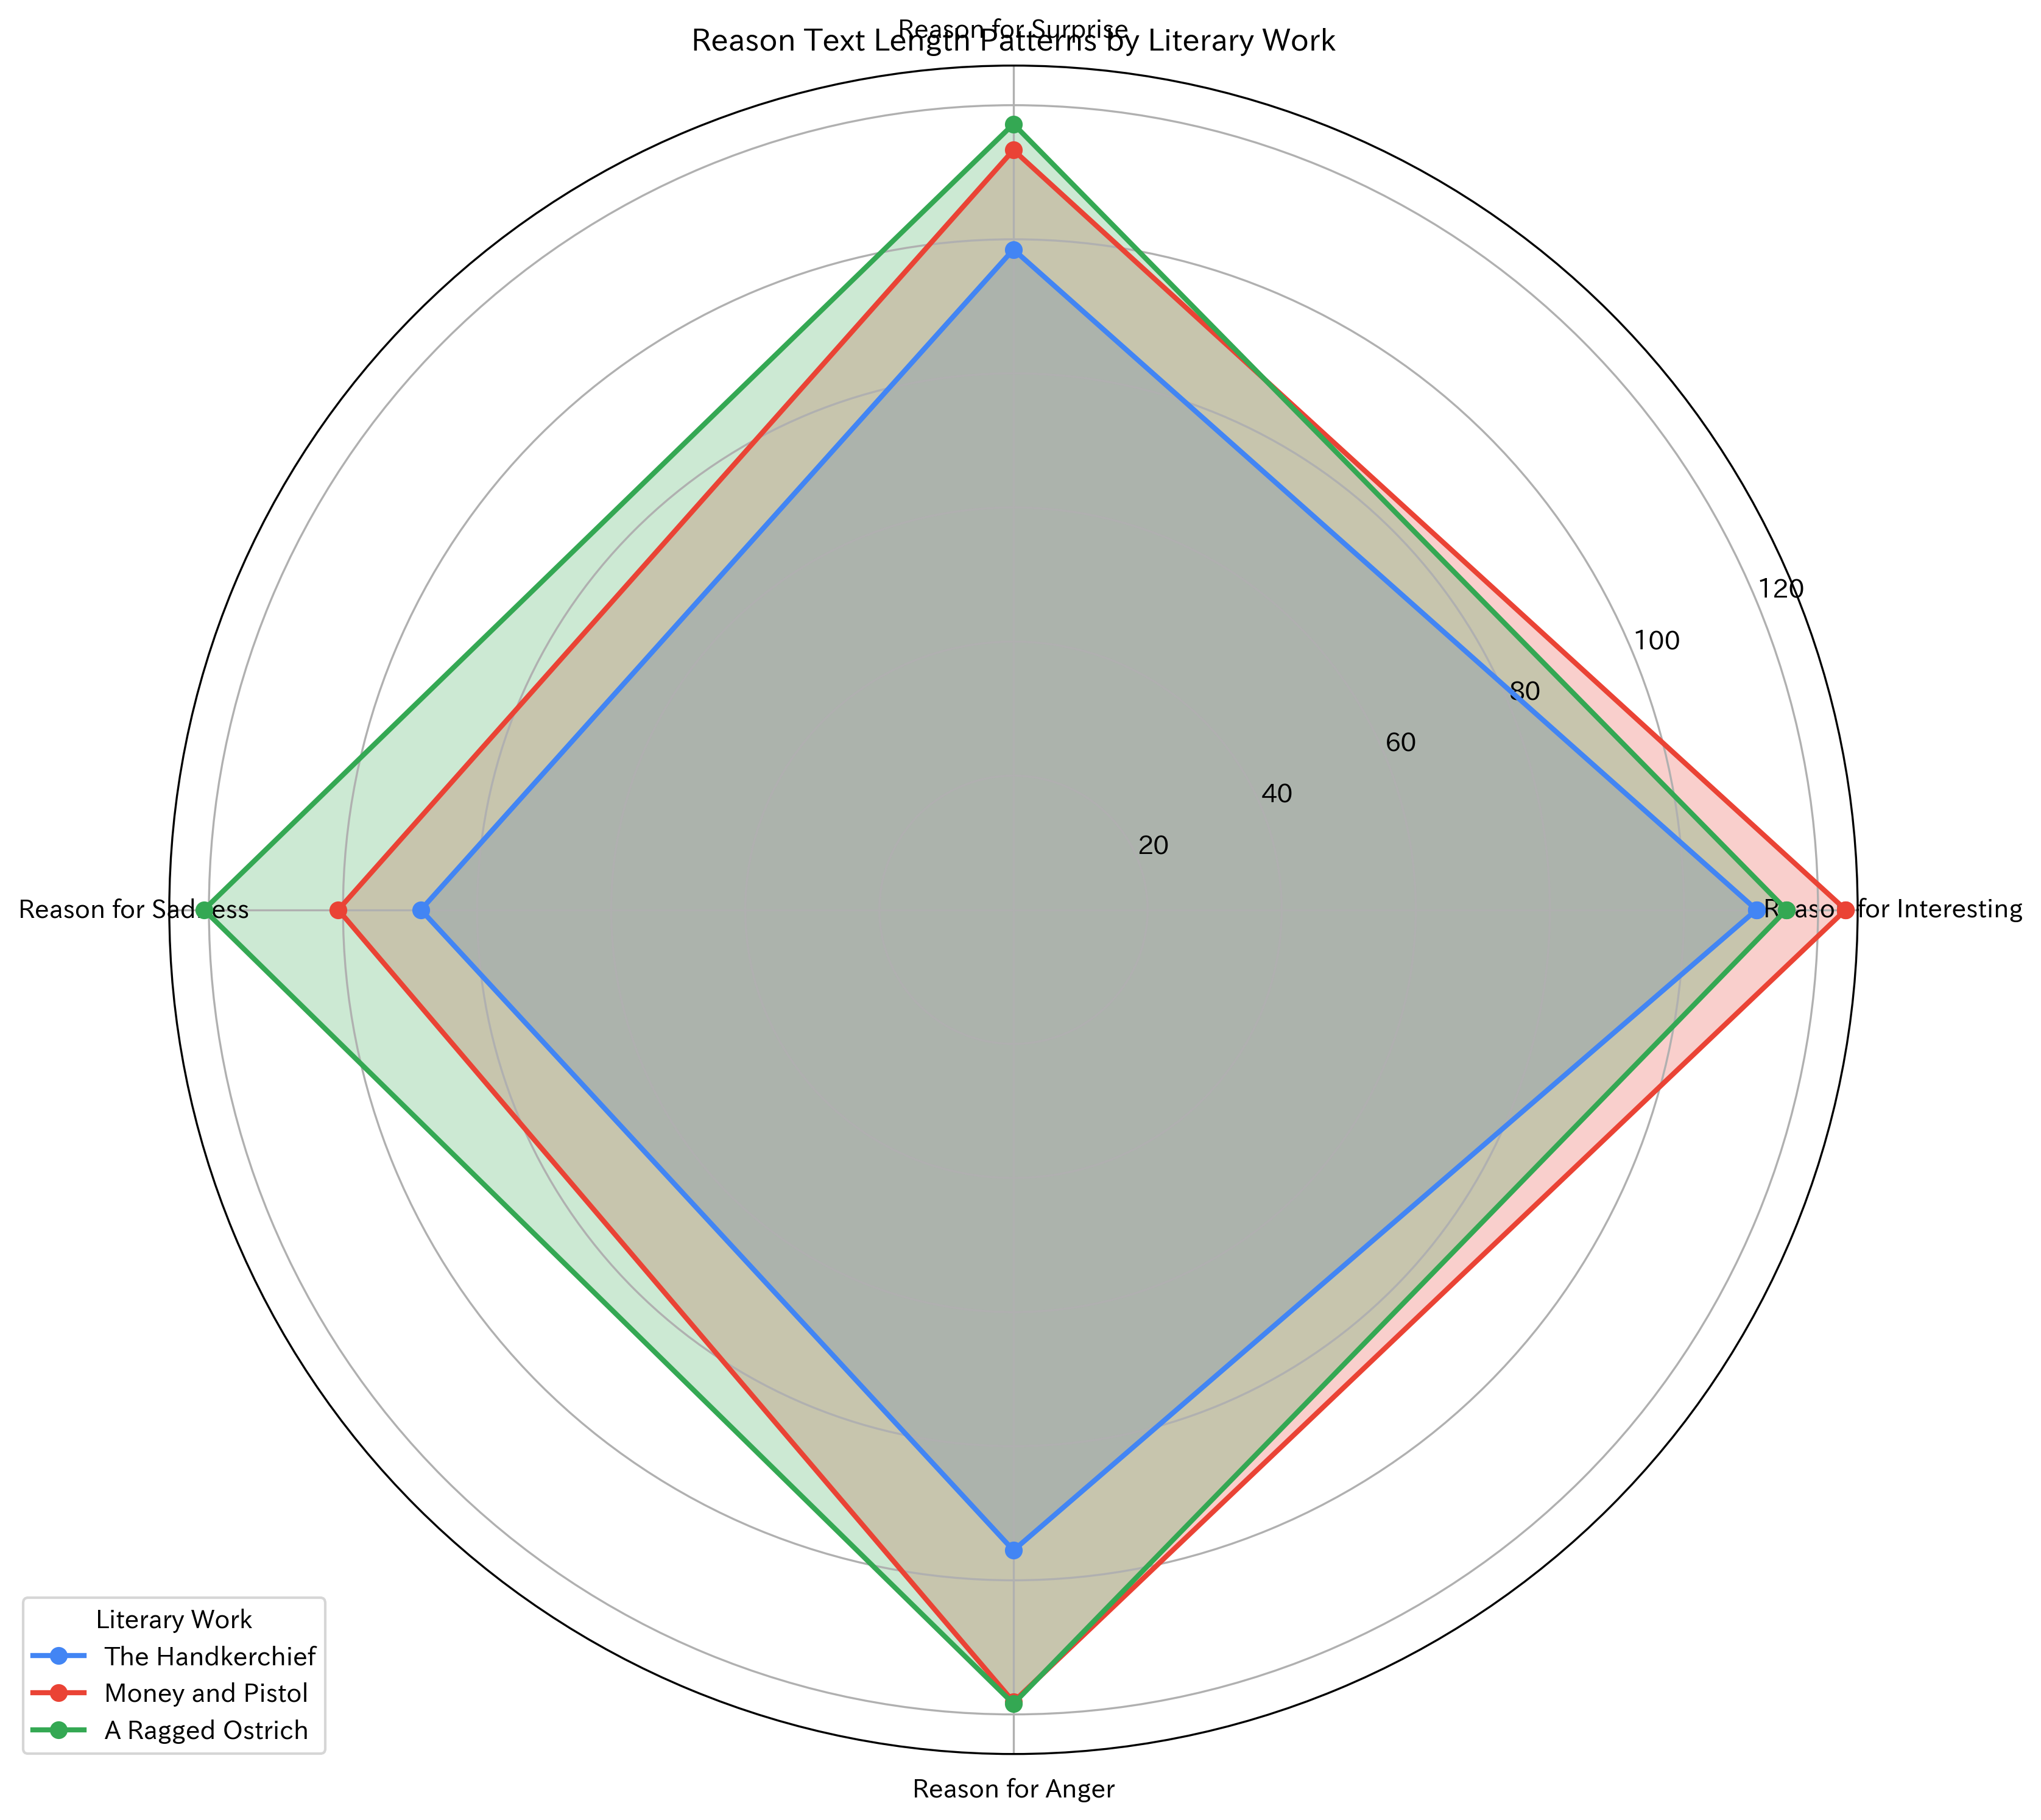 Reason for Surprise
Reason Text Length Patterns by Literary Work
120
100
80
60
40
20
Reason for Sadness
Reason for Interesting
Literary Work
The Handkerchief
Money and Pistol
A Ragged Ostrich
Reason for Anger